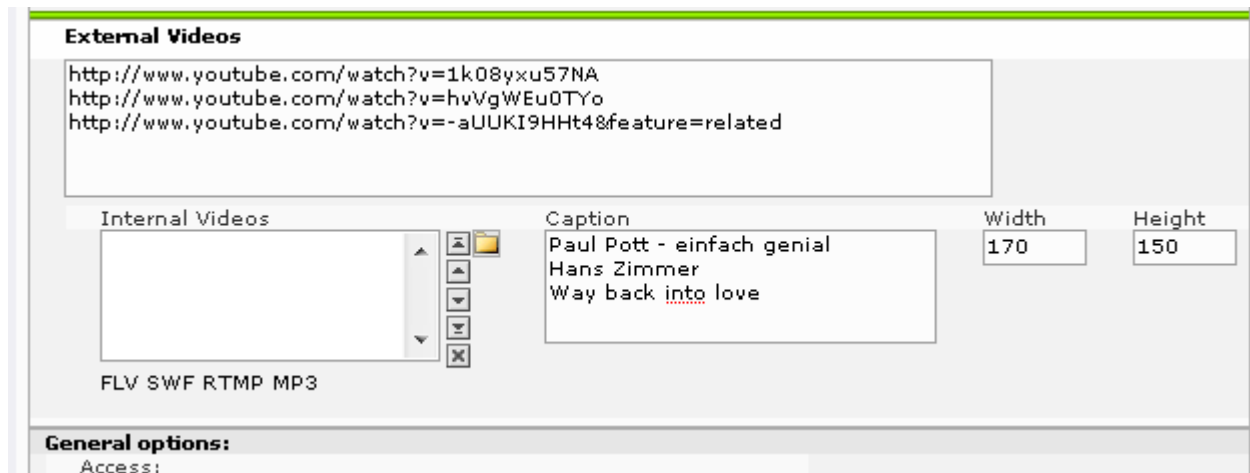 External Videos
http://www.youtube.com/watch?v=1k08yxu57NA
http://www.youtube.com/watch?v=hvVgWEu0TYo
http://www.youtube.com/watch?v=-aUUKI9HHt4&feature=related
Internal Videos
Caption
Width
Height
Paul Pott - einfach genial
Hans Zimmer
Way back into love
170
150
FLV SWF RTMP MP3
General options:
Access: